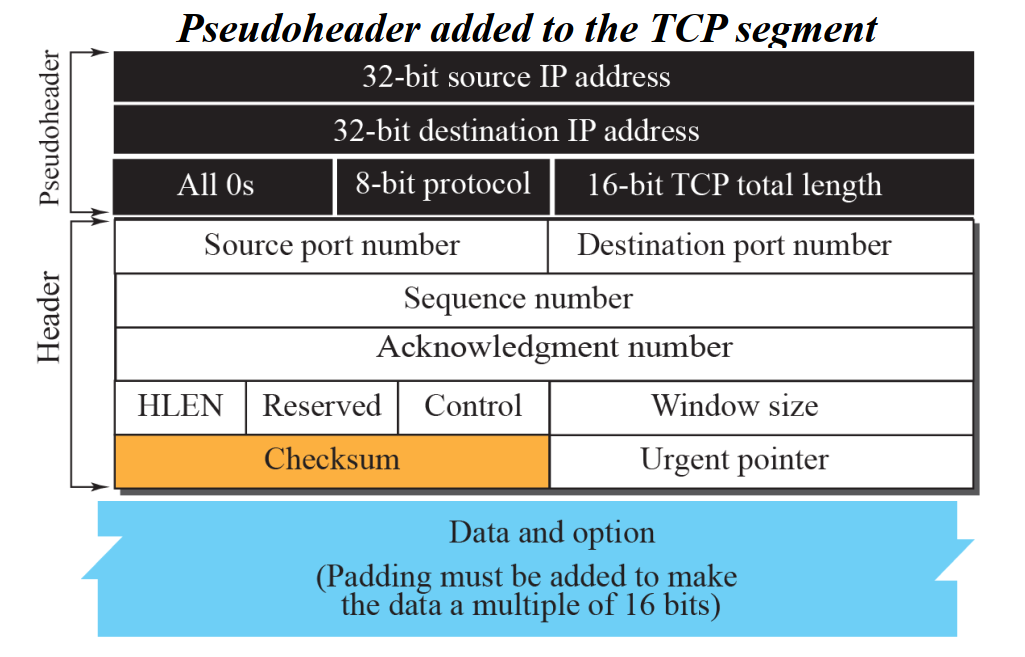 Pseudoheader added to the TCP segment
Pseudoheader
32-bit source IP address
32-bit destination IP address
All 0s
8-bit protocol
16-bit TCP total length
Header
Source port number
Destination port number
Sequence number
Acknowledgment number
HLEN
Reserved
Control
Window size
Checksum
Urgent pointer
Data and option
(Padding must be added to make
the data a multiple of 16 bits)